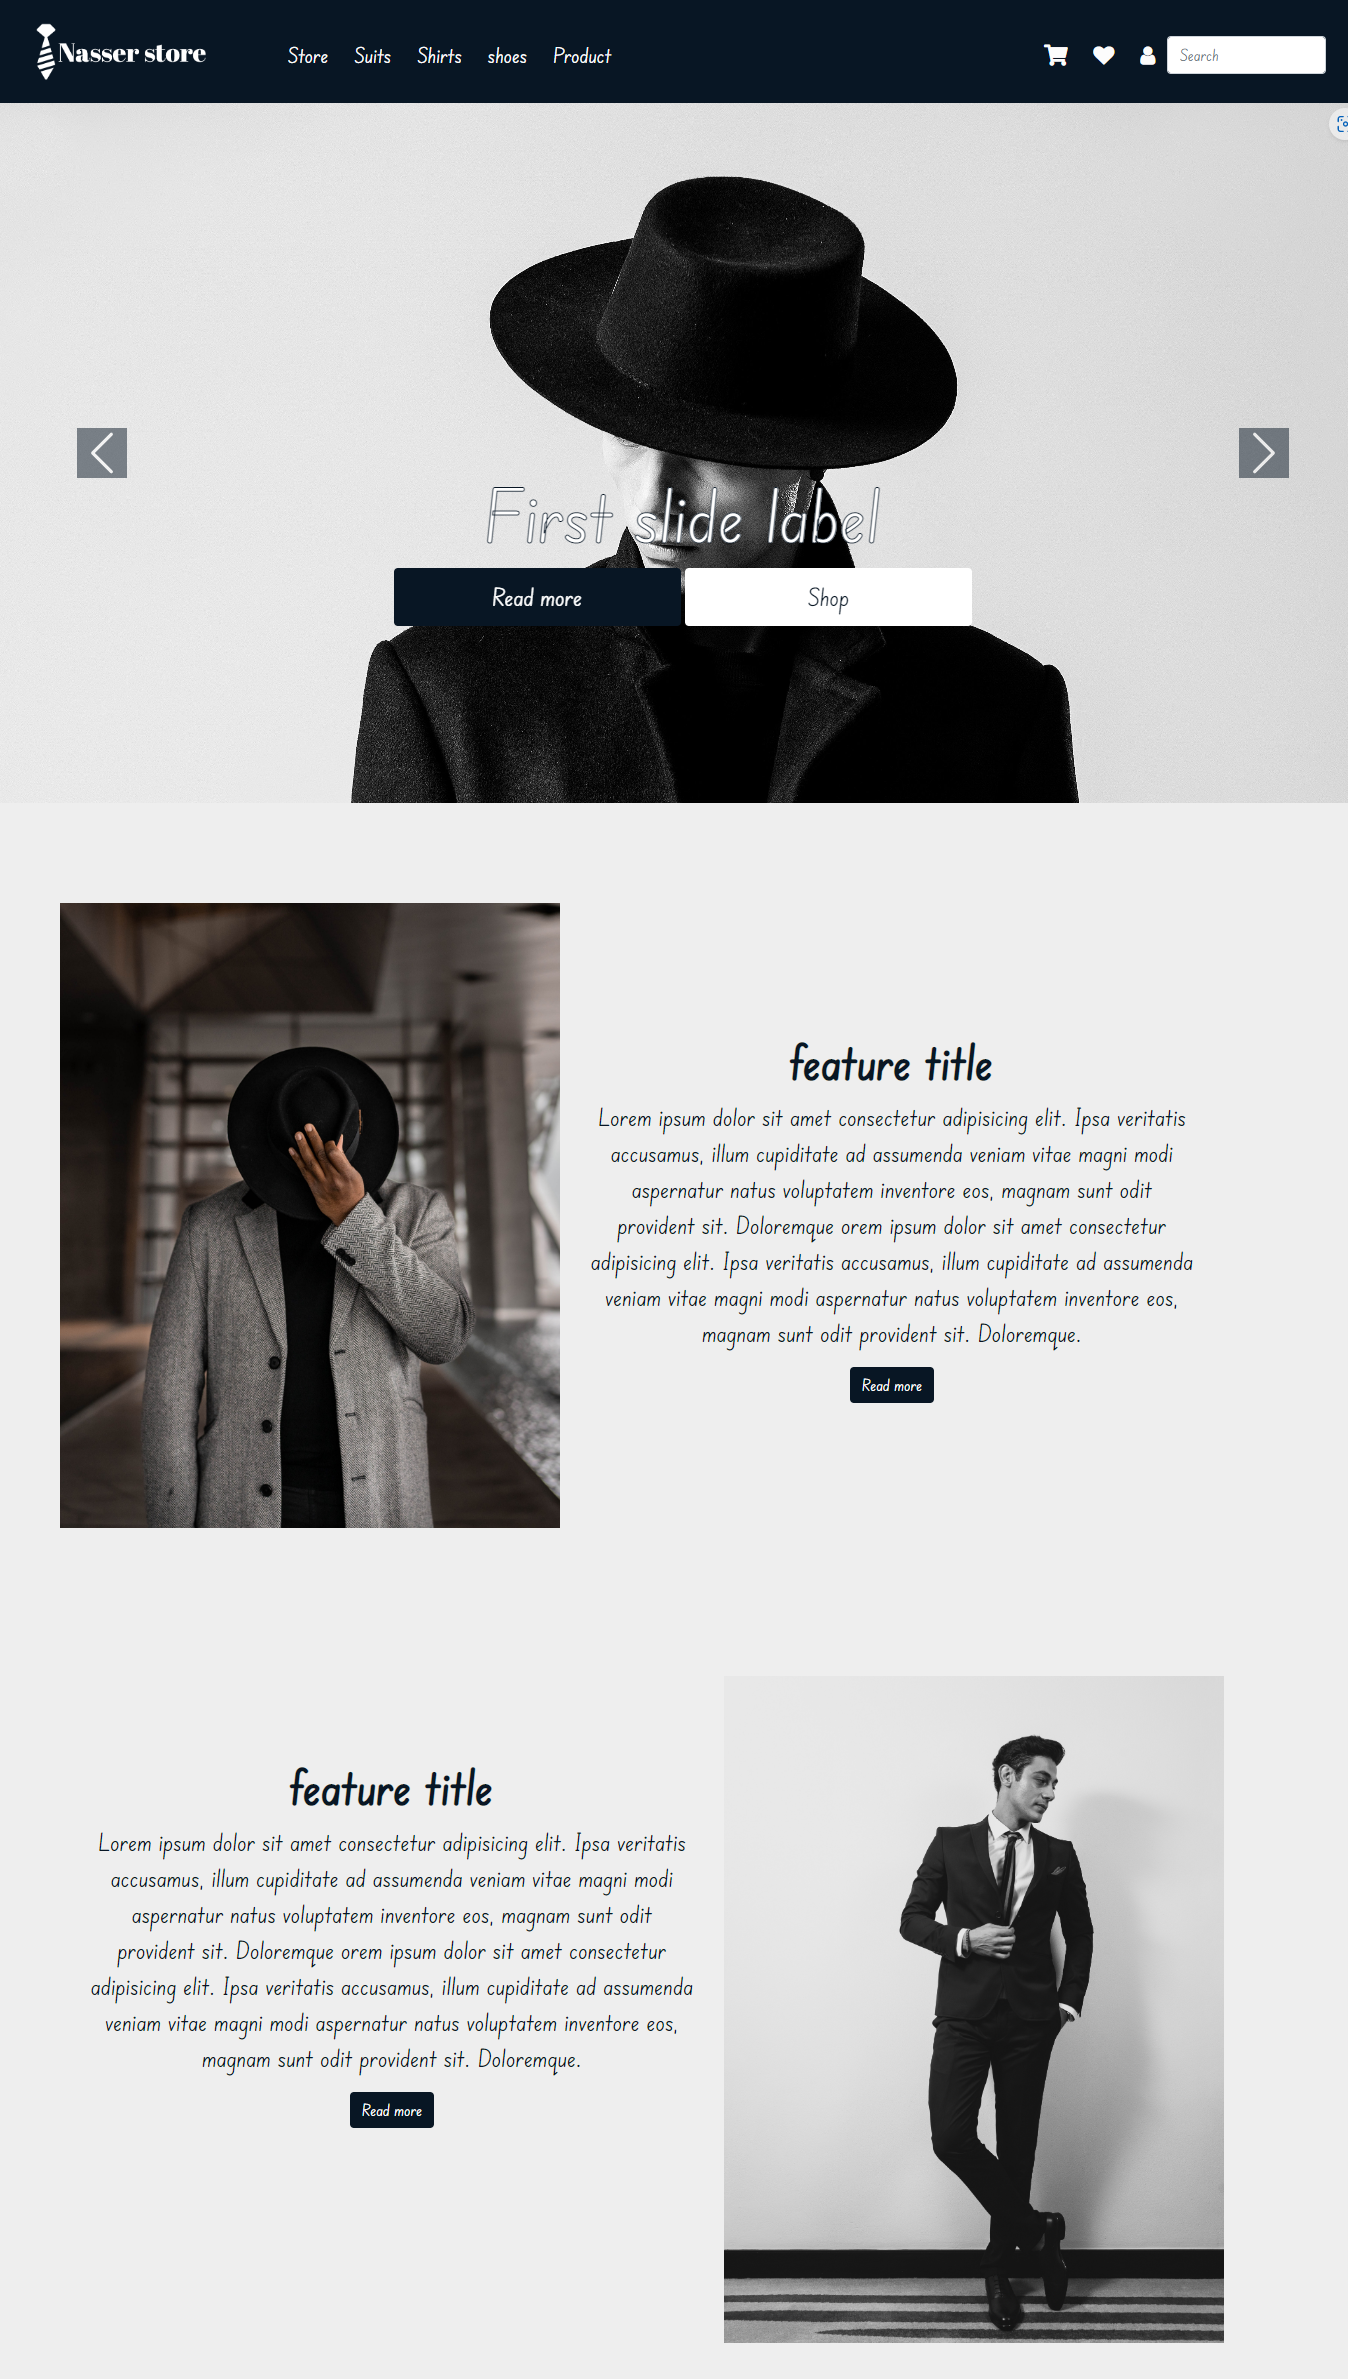 Nasser store
Store Suits Shirts shoes Product
Search
First slide label
Read more Shop
feature title
Lorem ipsum dolor sit amet consectetur adipisicing elit. Ipsa veritatis
accusamus, illum cupiditate ad assumenda veniam vitae magni modi
aspernatur natus voluptatem inventore eos, magnam sunt odit
provident sit. Doloremque orem ipsum dolor sit amet consectetur
adipisicing elit. Ipsa veritatis accusamus, illum cupiditate ad assumenda
veniam vitae magni modi aspernatur natus voluptatem inventore eos,
magnam sunt odit provident sit. Doloremque.
Read more
feature title
Lorem ipsum dolor sit amet consectetur adipisicing elit. Ipsa veritatis
accusamus, illum cupiditate ad assumenda veniam vitae magni modi
aspernatur natus voluptatem inventore eos, magnam sunt odit
provident sit. Doloremque orem ipsum dolor sit amet consectetur
adipisicing elit. Ipsa veritatis accusamus, illum cupiditate ad assumenda
veniam vitae magni modi aspernatur natus voluptatem inventore eos,
magnam sunt odit provident sit. Doloremque.
Read more